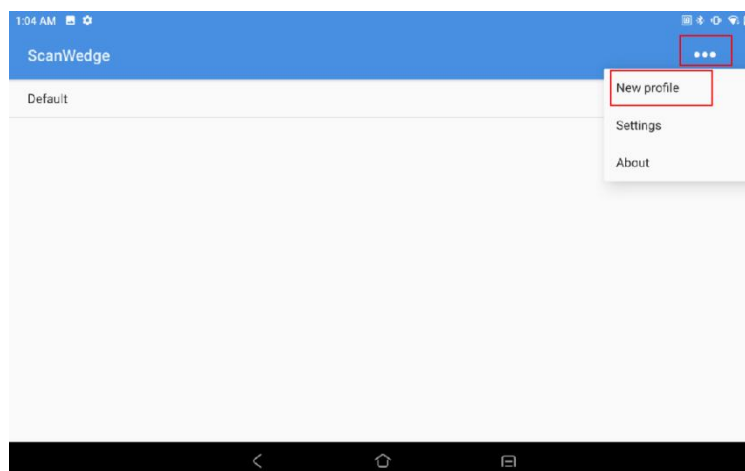 1:04 AM
ScanWedge
Default
New profile
Settings
About